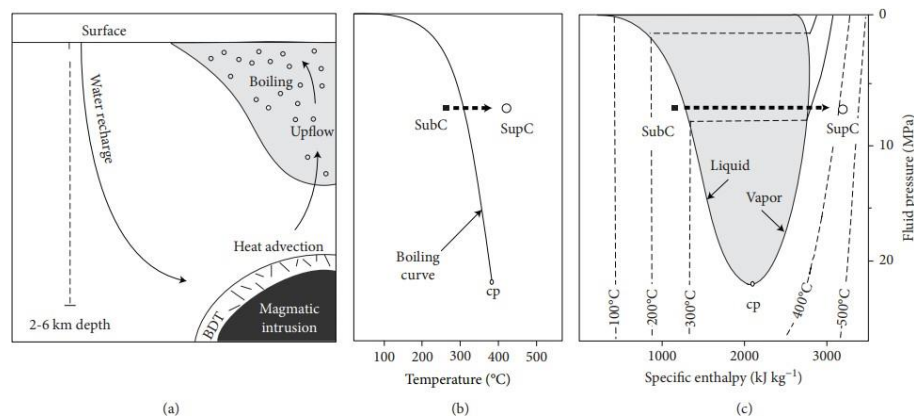 Surface
Boiling
Upflow
Water recharge
Heat advection
BDT
Magmatic
intrusion
2-6 km depth
(a)
SubC
SupC
Boiling
curve
cp
0
100
200
300
400
500
Temperature (°C)
(b)
SubC
SupC
Liquid
Vapor
cp
100°C
200°C
300°C
400°C
500°C
0
10
20
Fluid pressure (MPa)
1000
2000
3000
Specific enthalpy (kJ kg⁻¹)
(c)